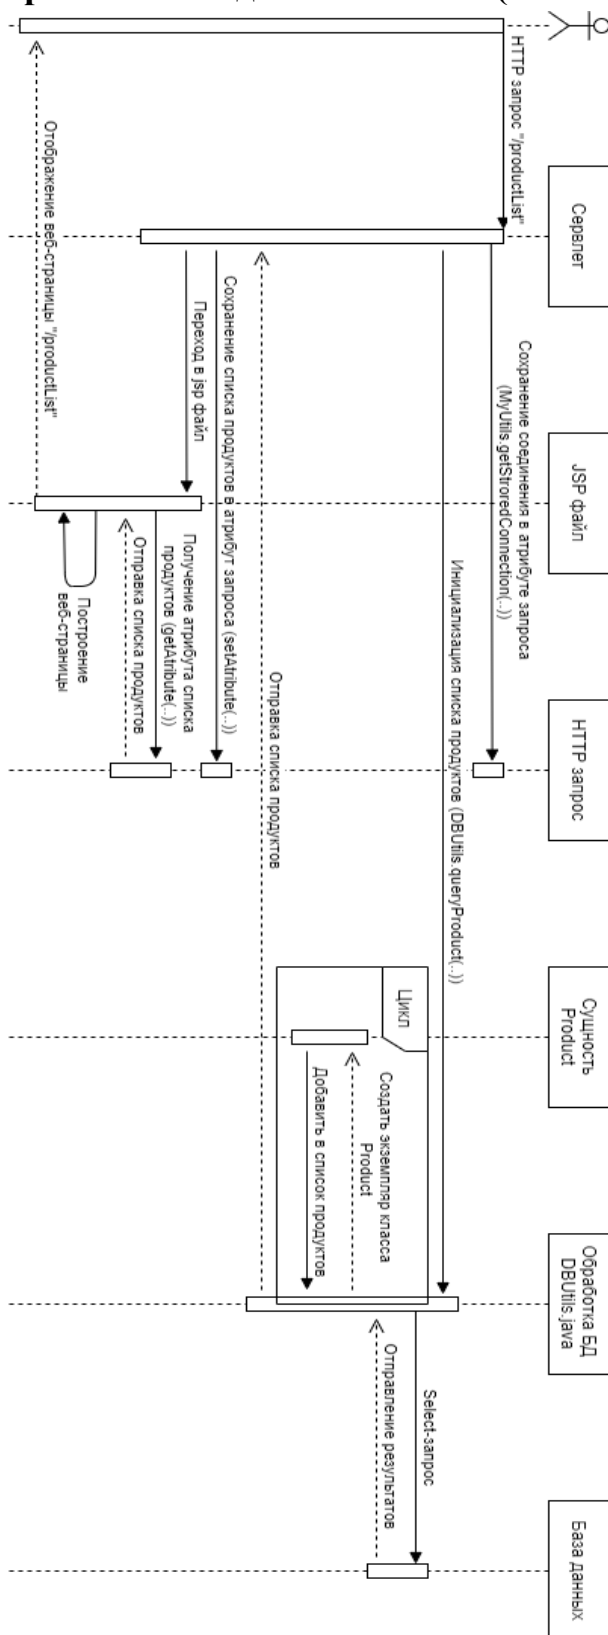 Сервлет
JSP файл
HTTP запрос
Сущность
Product
Обработка БД
DBUtils.java
База данных
HTTP запрос "/productList"
Сохранение соединения в атрибуте запроса
(MyUtils.getStroredConnection(..))
Инициализация списка продуктов (DBUtils.queryProduct(..))
Select-запрос
Отправление результатов
Цикл
Создать экземпляр класса
Product
Добавить в список продуктов
Отправка списка продуктов
Сохранение списка продуктов в атрибут запроса (setAtribute(..))
Переход в jsp файл
Получение атрибута списка
продуктов (getAtribute(..))
Отправка списка продуктов
Построение
веб-страницы
Отображение веб-страницы "/productList"